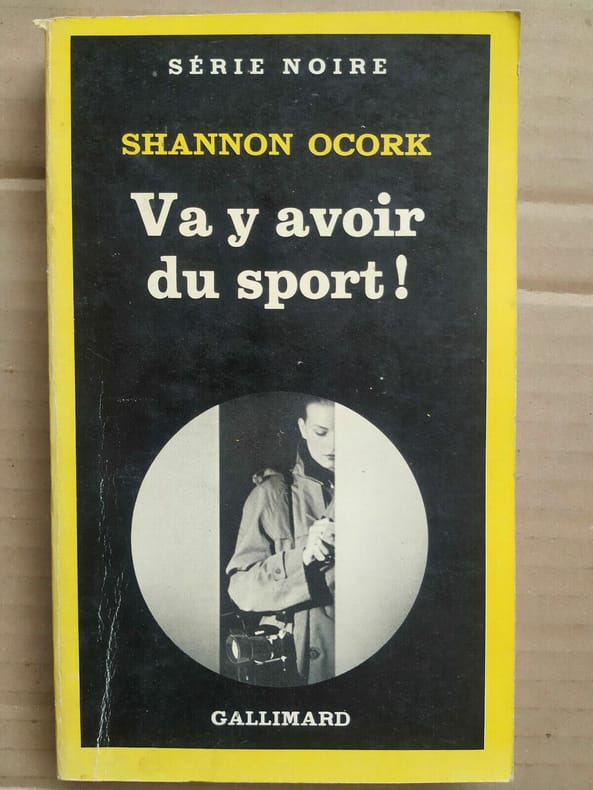 SÉRIE NOIRE
SHANNON OCORK
Va y avoir
du sport!
GALLIMARD